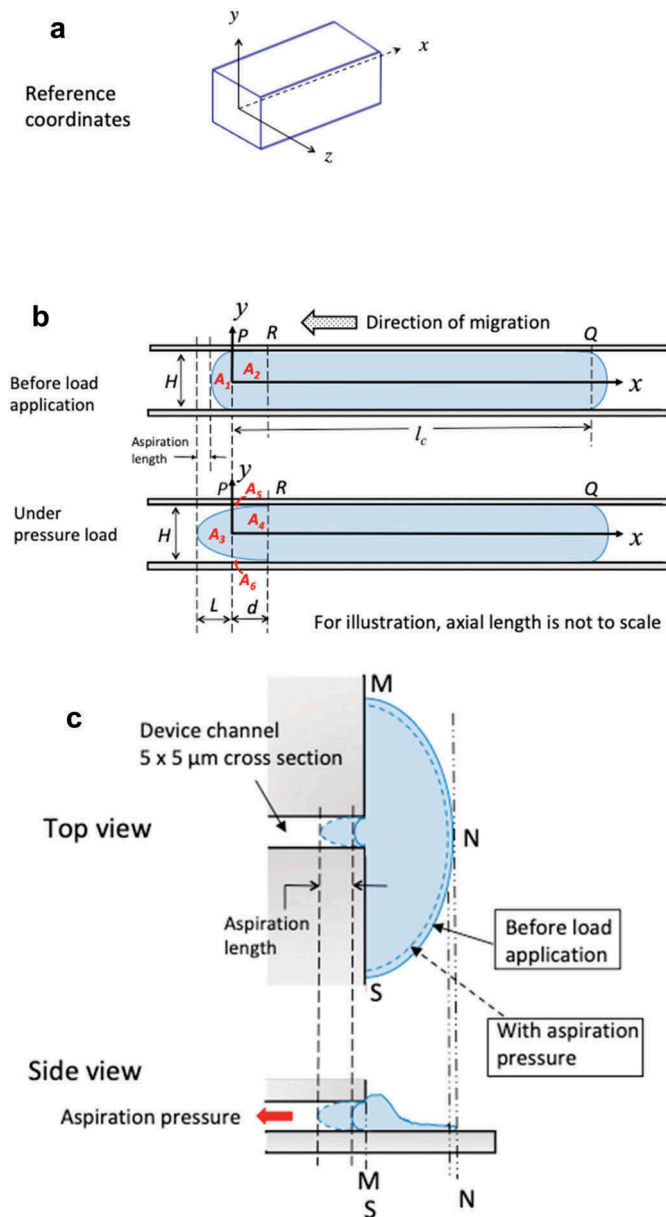 a
y
x
z
Reference
coordinates
b
y
P
R
Direction of migration
Q
Before load
application
H
A₁
A₂
x
Aspiration
length
l_c
y
P
A₅
R
Q
Under
pressure load
H
A₃
A₄
x
A₆
L
d
For illustration, axial length is not to scale
c
M
Device channel
5 x 5 µm cross section
Top view
N
Aspiration
length
Before load
application
S
With aspiration
pressure
Side view
Aspiration pressure
M
S
N